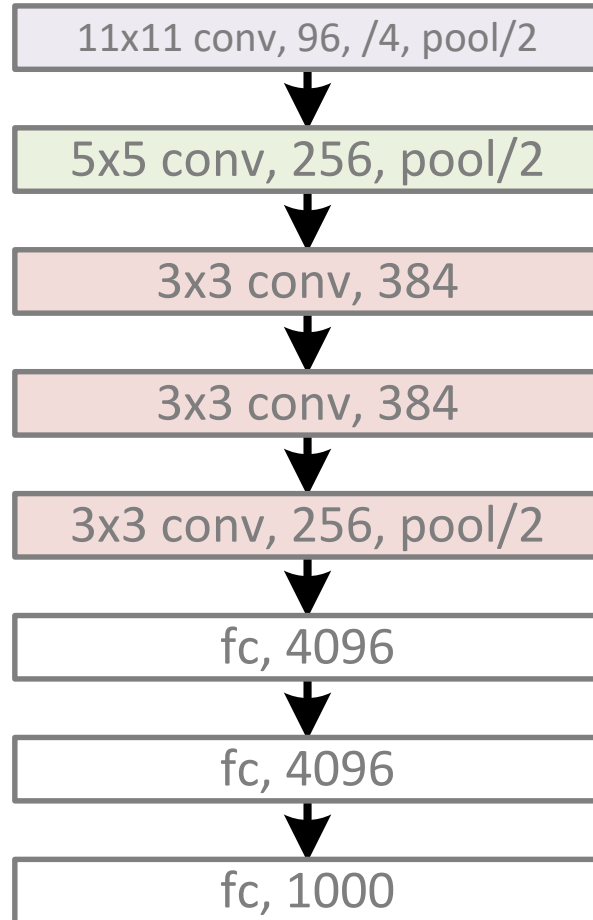 11x11 conv, 96, /4, pool/2
5x5 conv, 256, pool/2
3x3 conv, 384
3x3 conv, 384
3x3 conv, 256, pool/2
fc, 4096
fc, 4096
fc, 1000